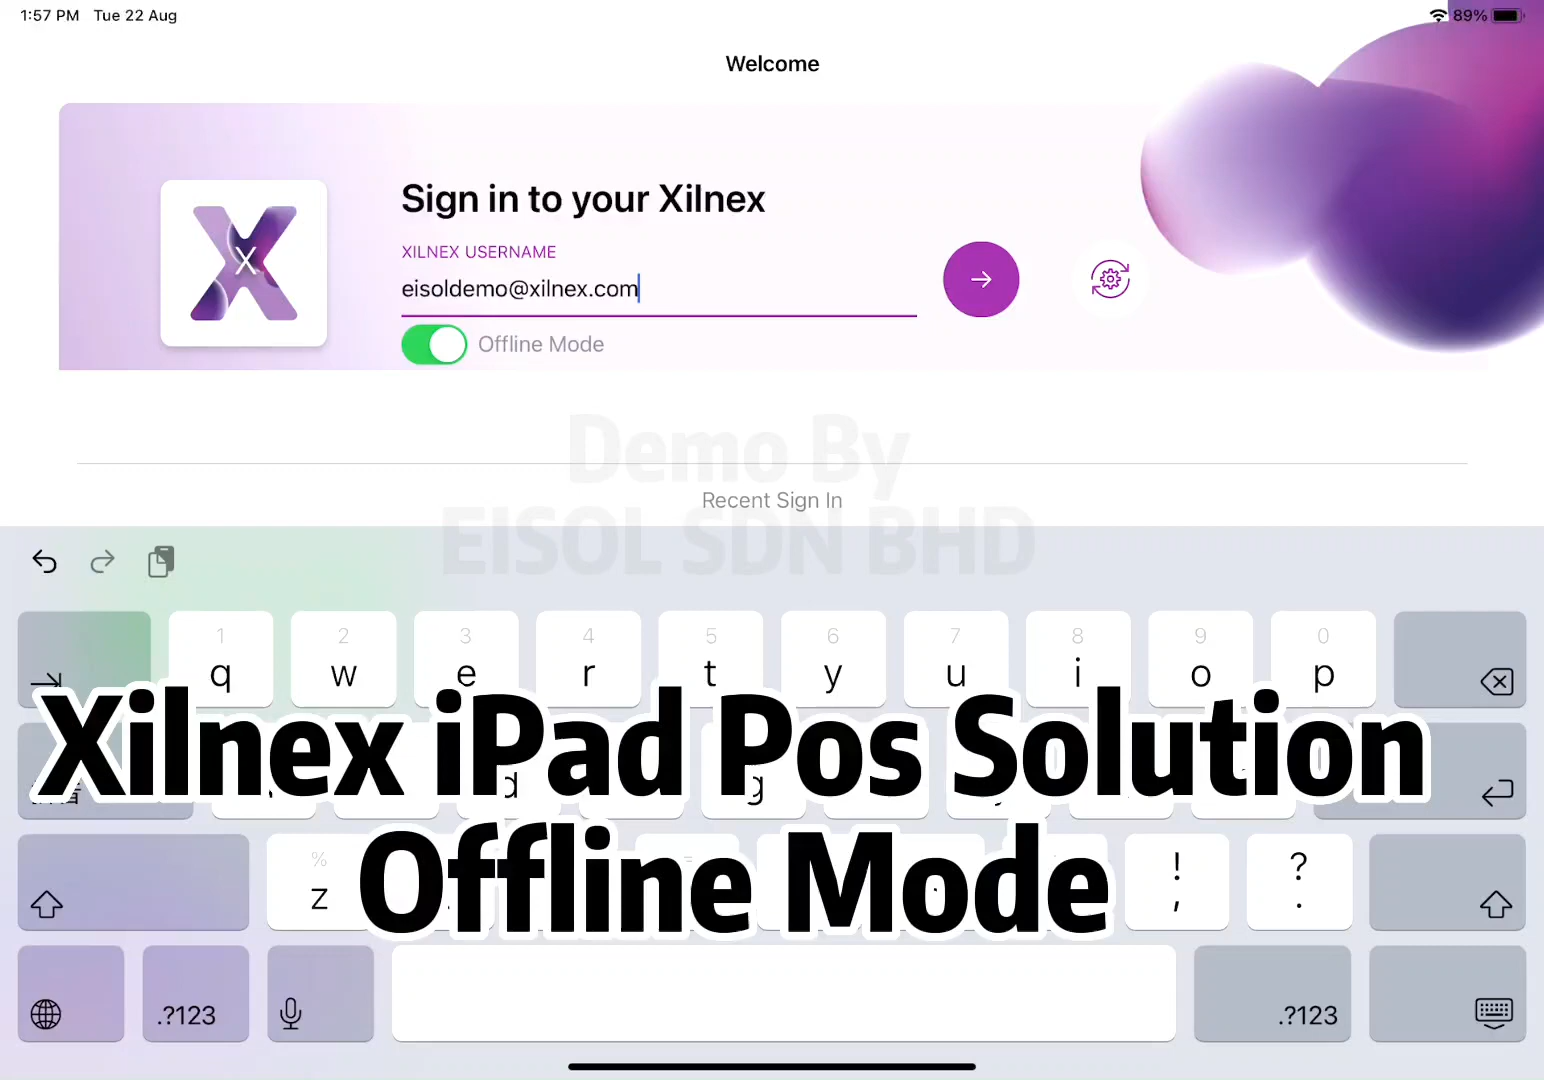 1:57 PM Tue 22 Aug
89%
Welcome
Sign in to your Xilnex
XILNEX USERNAME
eisoldemo@xilnex.com
Offline Mode
Demo By
Recent Sign In
EISOL SDN BHD
1 2 3 4 5 6 7 8 9 0
q w e r t y u i o p
Xilnex iPad Pos Solution
d g
%
z
! ?
, .
Offline Mode
.?123
.?123